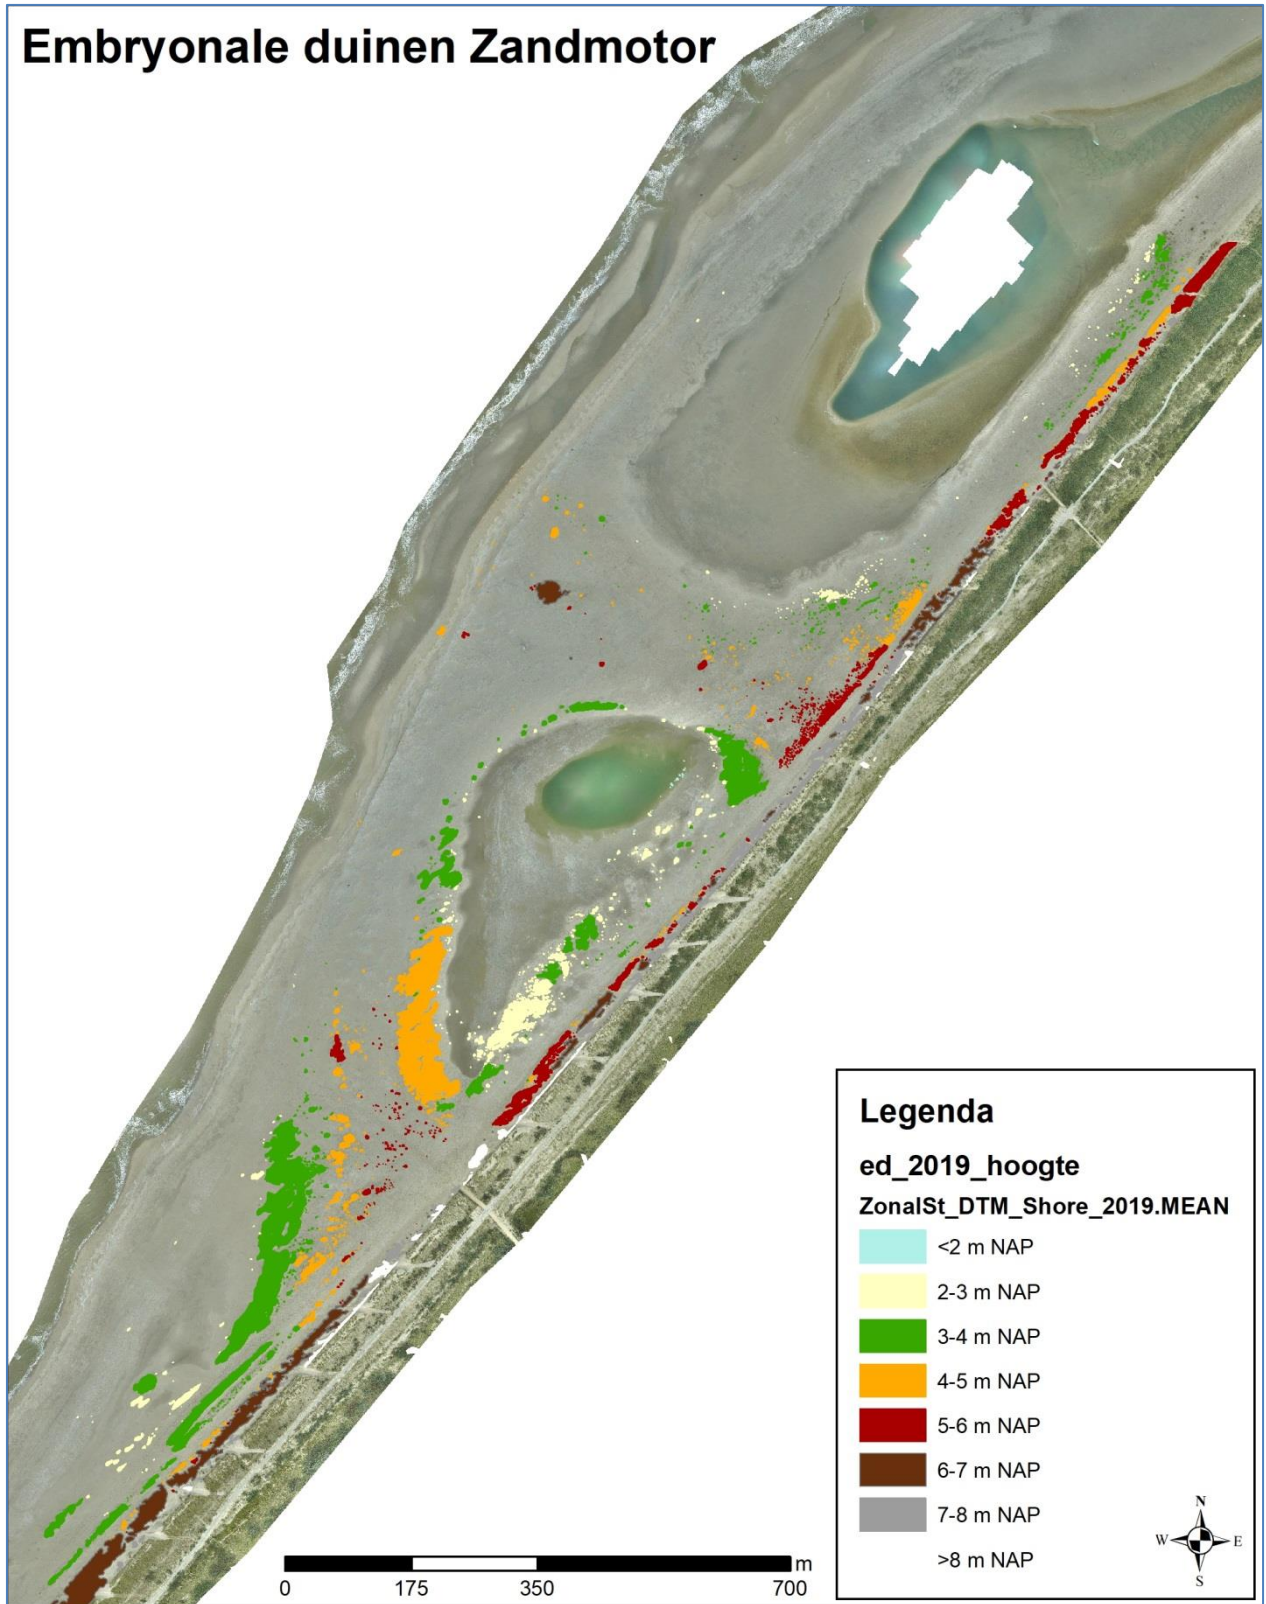 Embryonale duinen Zandmotor
Legenda
ed_2019_hoogte
ZonalSt_DTM_Shore_2019.MEAN
<2 m NAP
2-3 m NAP
3-4 m NAP
4-5 m NAP
5-6 m NAP
6-7 m NAP
7-8 m NAP
>8 m NAP
N
W E
S
m
0 175 350 700